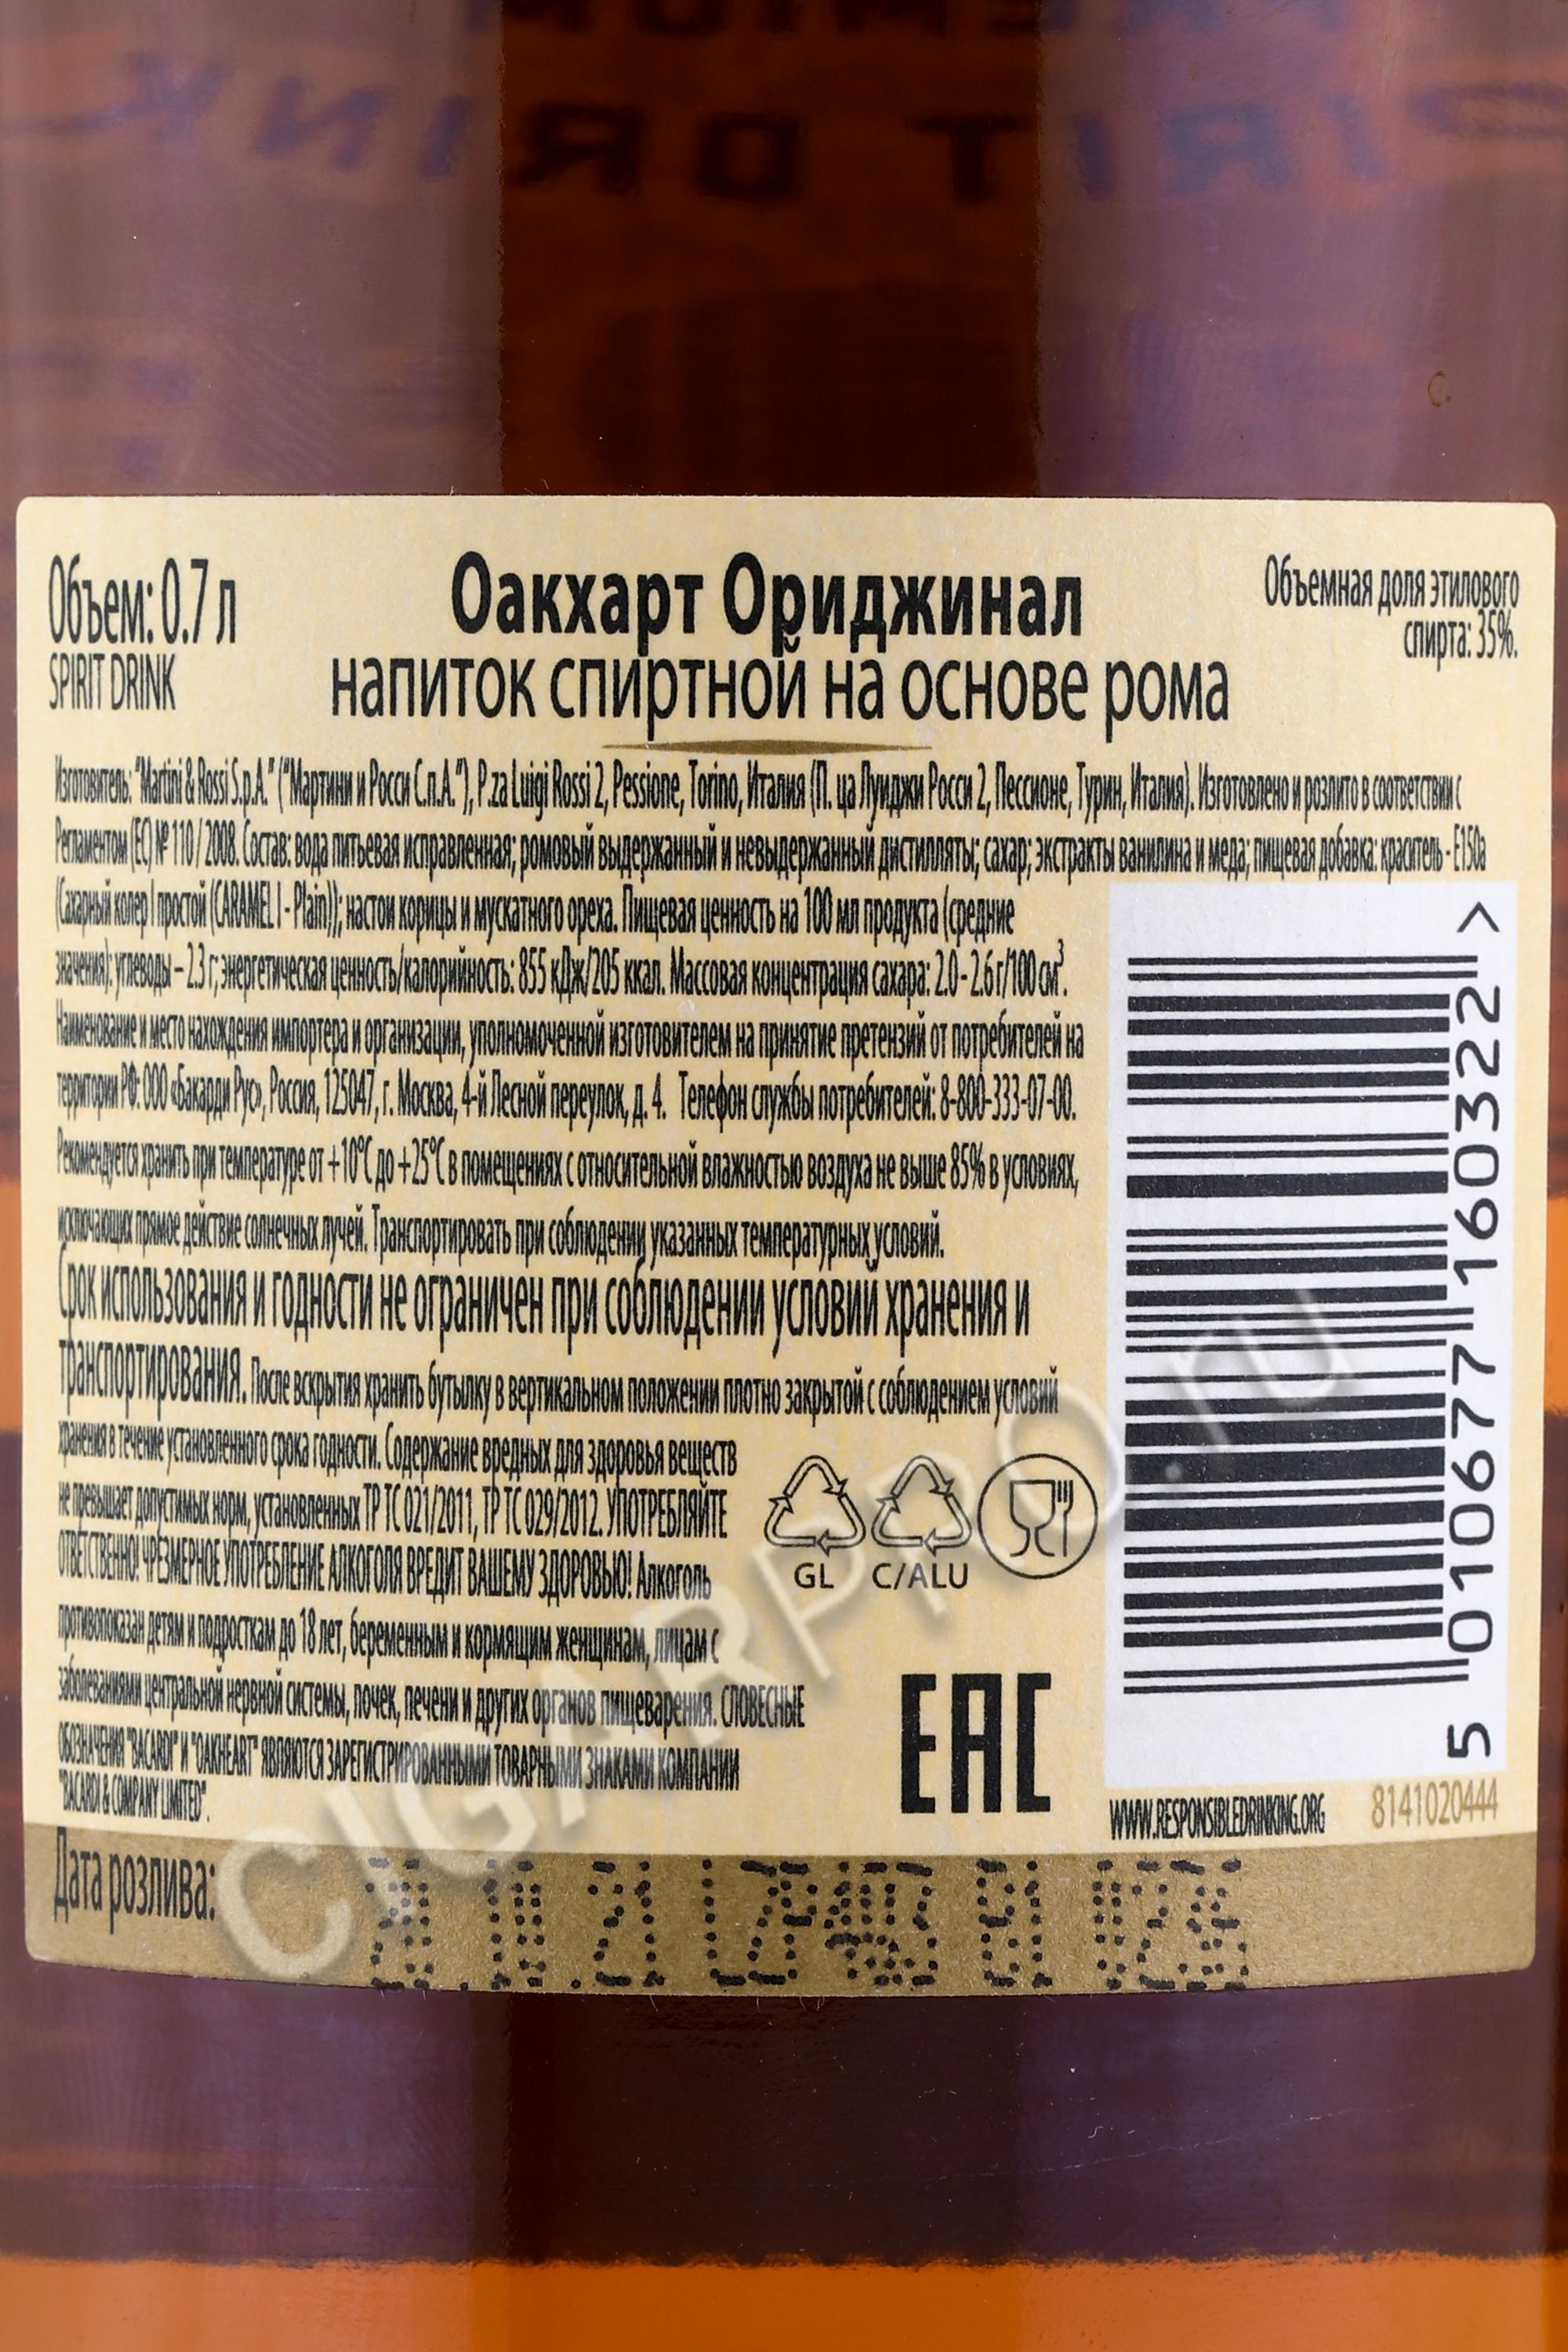 SPIRIT DRINK
Объем: 0.7 л
SPIRIT DRINK
Оакхарт Ориджинал
напиток спиртной на основе рома
Объемная доля этилового
спирта: 35%.
Изготовитель: "Martini & Rossi S.p.A." ("Мартини и Росси С.п.А."), P.za Luigi Rossi 2, Pessione, Torino, Италия (П. ца Луиджи Росси 2, Пессионе, Турин, Италия). Изготовлено и розлито в соответствии с
Регламентом (ЕС) № 110 / 2008. Состав: вода питьевая исправленная; ромовый выдержанный и невыдержанный дистилляты; сахар; экстракты ванилина и меда; пищевая добавка: краситель - Е150а
(Сахарный колер I простой (CARAMEL I - Plain)); настои корицы и мускатного ореха. Пищевая ценность на 100 мл продукта (средние
значения): углеводы – 2.3 г; энергетическая ценность/калорийность: 855 кДж/205 ккал. Массовая концентрация сахара: 2.0 - 2.6 г/100 см³.
Наименование и место нахождения импортера и организации, уполномоченной изготовителем на принятие претензий от потребителей на
территории РФ: ООО «Бакарди Рус», Россия, 125047, г. Москва, 4-й Лесной переулок, д. 4. Телефон службы потребителей: 8-800-333-07-00.
Рекомендуется хранить при температуре от +10°C до +25°C в помещениях с относительной влажностью воздуха не выше 85% в условиях,
исключающих прямое действие солнечных лучей. Транспортировать при соблюдении указанных температурных условий.
Срок использования и годности не ограничен при соблюдении условий хранения и
транспортирования. После вскрытия хранить бутылку в вертикальном положении плотно закрытой с соблюдением условий
хранения в течение установленного срока годности. Содержание вредных для здоровья веществ
не превышает допустимых норм, установленных ТР ТС 021/2011, ТР ТС 029/2012. УПОТРЕБЛЯЙТЕ
ОТВЕТСТВЕННО! ЧРЕЗМЕРНОЕ УПОТРЕБЛЕНИЕ АЛКОГОЛЯ ВРЕДИТ ВАШЕМУ ЗДОРОВЬЮ! Алкоголь
противопоказан детям и подросткам до 18 лет, беременным и кормящим женщинам, лицам с
заболеваниями центральной нервной системы, почек, печени и других органов пищеварения. СЛОВЕСНЫЕ
ОБОЗНАЧЕНИЯ "BACARDI" И "OAKHEART" ЯВЛЯЮТСЯ ЗАРЕГИСТРИРОВАННЫМИ ТОВАРНЫМИ ЗНАКАМИ КОМПАНИИ
"BACARDI & COMPANY LIMITED".
GL C/ALU
EAC
5 010677 160322 >
WWW.RESPONSIBLEDRINKING.ORG 8141020444
Дата розлива:
CIGARPRO.ru